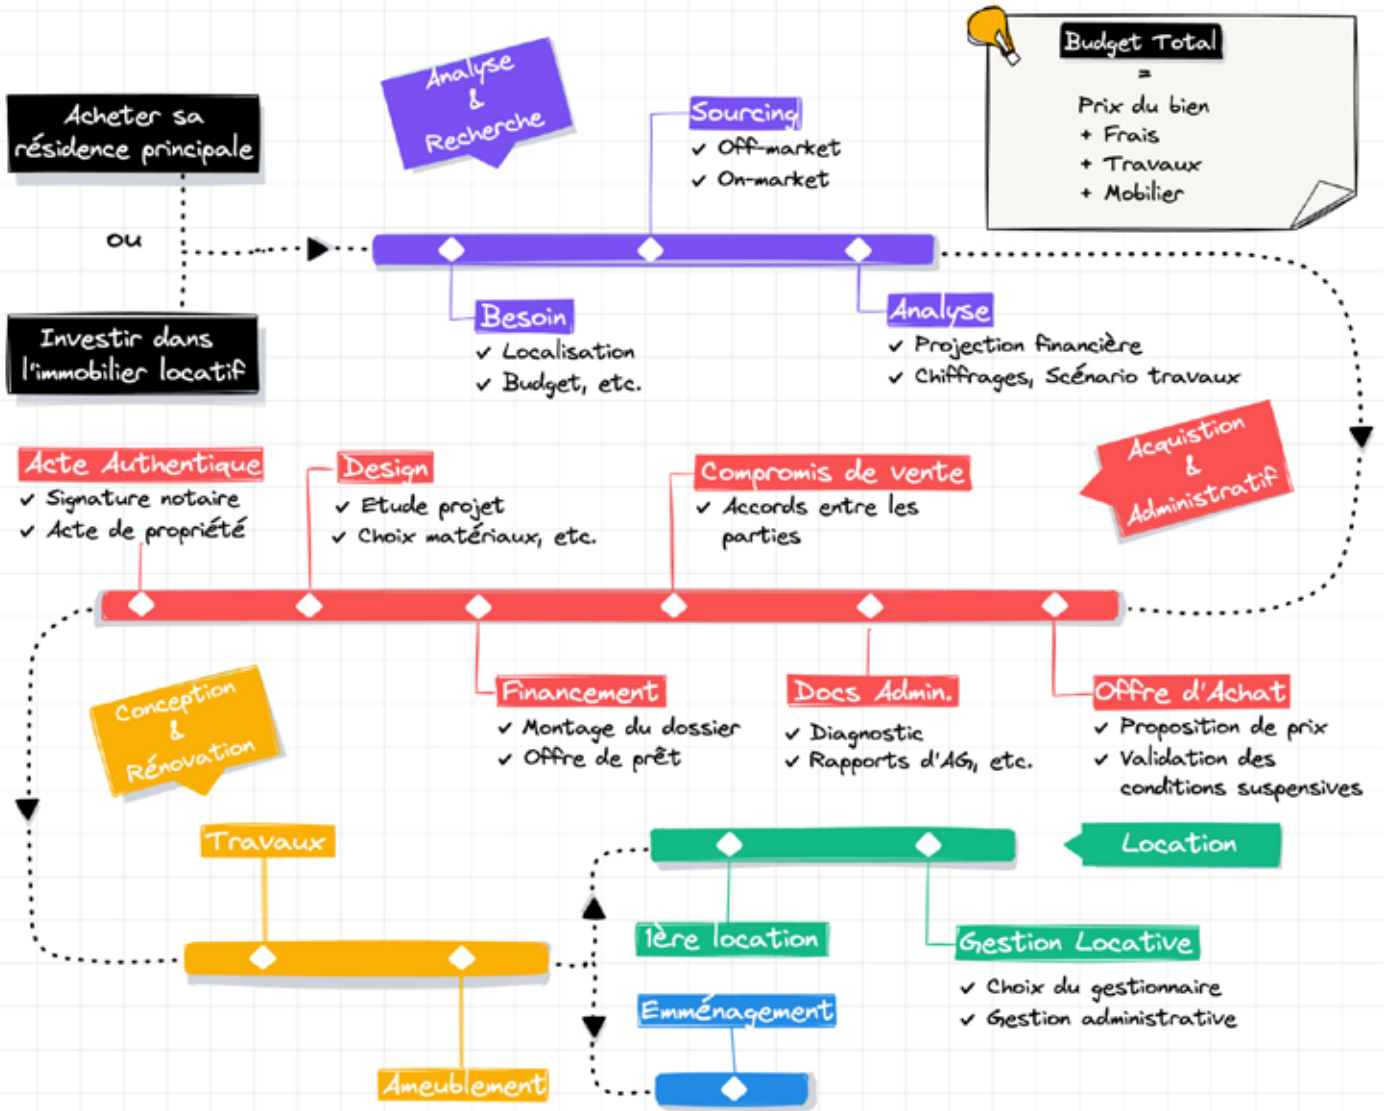 Acheter sa
résidence principale
ou
Investir dans
l'immobilier locatif
Analyse
&
Recherche
Sourcing
✓ Off-market
✓ On-market
Budget Total
=
Prix du bien
+ Frais
+ Travaux
+ Mobilier
Besoin
✓ Localisation
✓ Budget, etc.
Analyse
✓ Projection financière
✓ Chiffrages, Scénario travaux
Acquistion
&
Administratif
Acte Authentique
✓ Signature notaire
✓ Acte de propriété
Design
✓ Etude projet
✓ Choix matériaux, etc.
Compromis de vente
✓ Accords entre les
parties
Financement
✓ Montage du dossier
✓ Offre de prêt
Docs Admin.
✓ Diagnostic
✓ Rapports d'AG, etc.
Offre d'Achat
✓ Proposition de prix
✓ Validation des
conditions suspensives
Conception
&
Rénovation
Travaux
Ameublement
Location
1ère location
Gestion Locative
✓ Choix du gestionnaire
✓ Gestion administrative
Emménagement